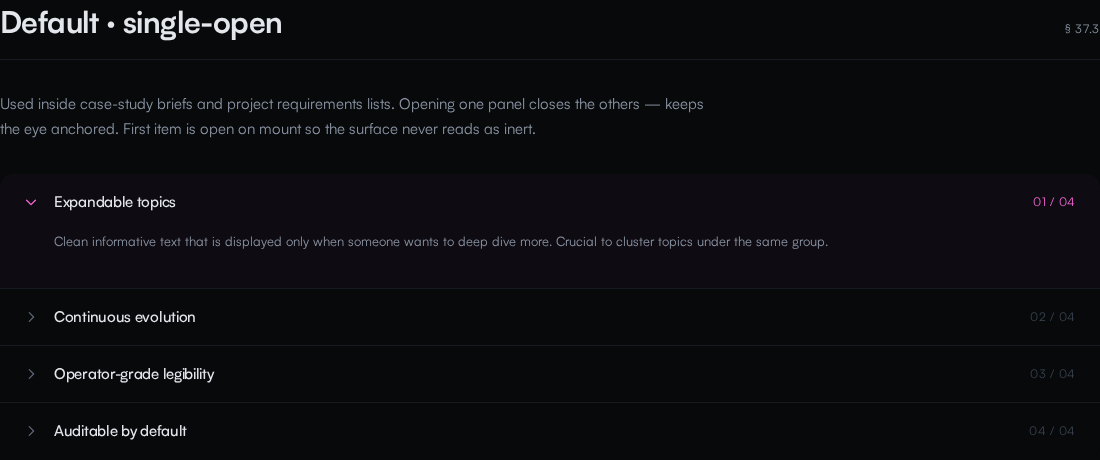 Default · single-open
§ 37.3
Used inside case-study briefs and project requirements lists. Opening one panel closes the others — keeps
the eye anchored. First item is open on mount so the surface never reads as inert.
Expandable topics
01 / 04
Clean informative text that is displayed only when someone wants to deep dive more. Crucial to cluster topics under the same group.
Continuous evolution
02 / 04
Operator-grade legibility
03 / 04
Auditable by default
04 / 04